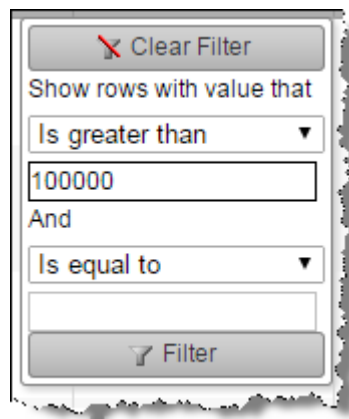 Clear Filter
Show rows with value that
Is greater than
100000
And
Is equal to
Filter